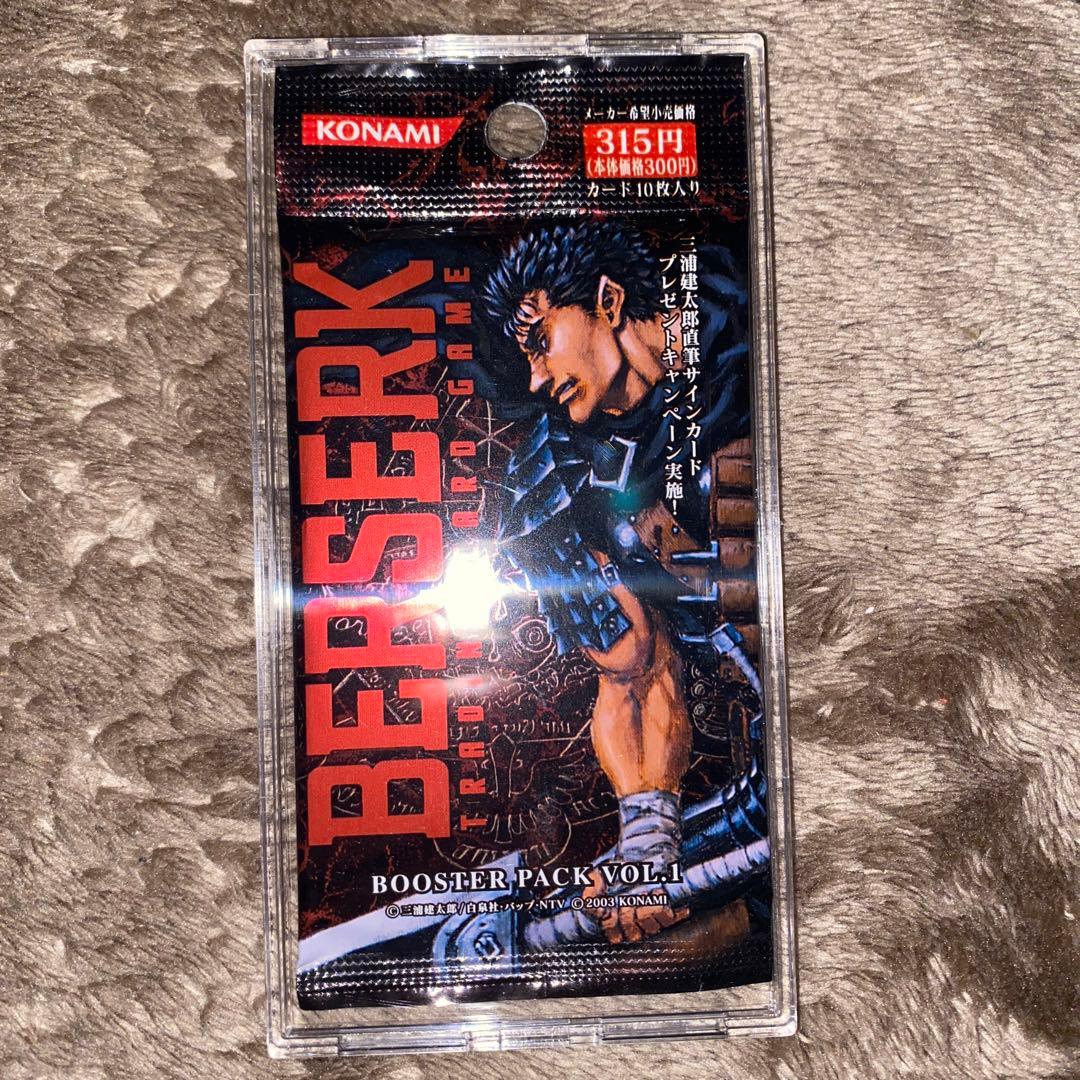 KONAMI
メーカー希望小売価格
315円
(本体価格300円)
カード10枚入り
三浦建太郎直筆サインカード
プレゼントキャンペーン実施！
BERSERK
CARD GAME
BOOSTER PACK VOL.1
©三浦建太郎/白泉社・バップ・NTV ©2003 KONAMI